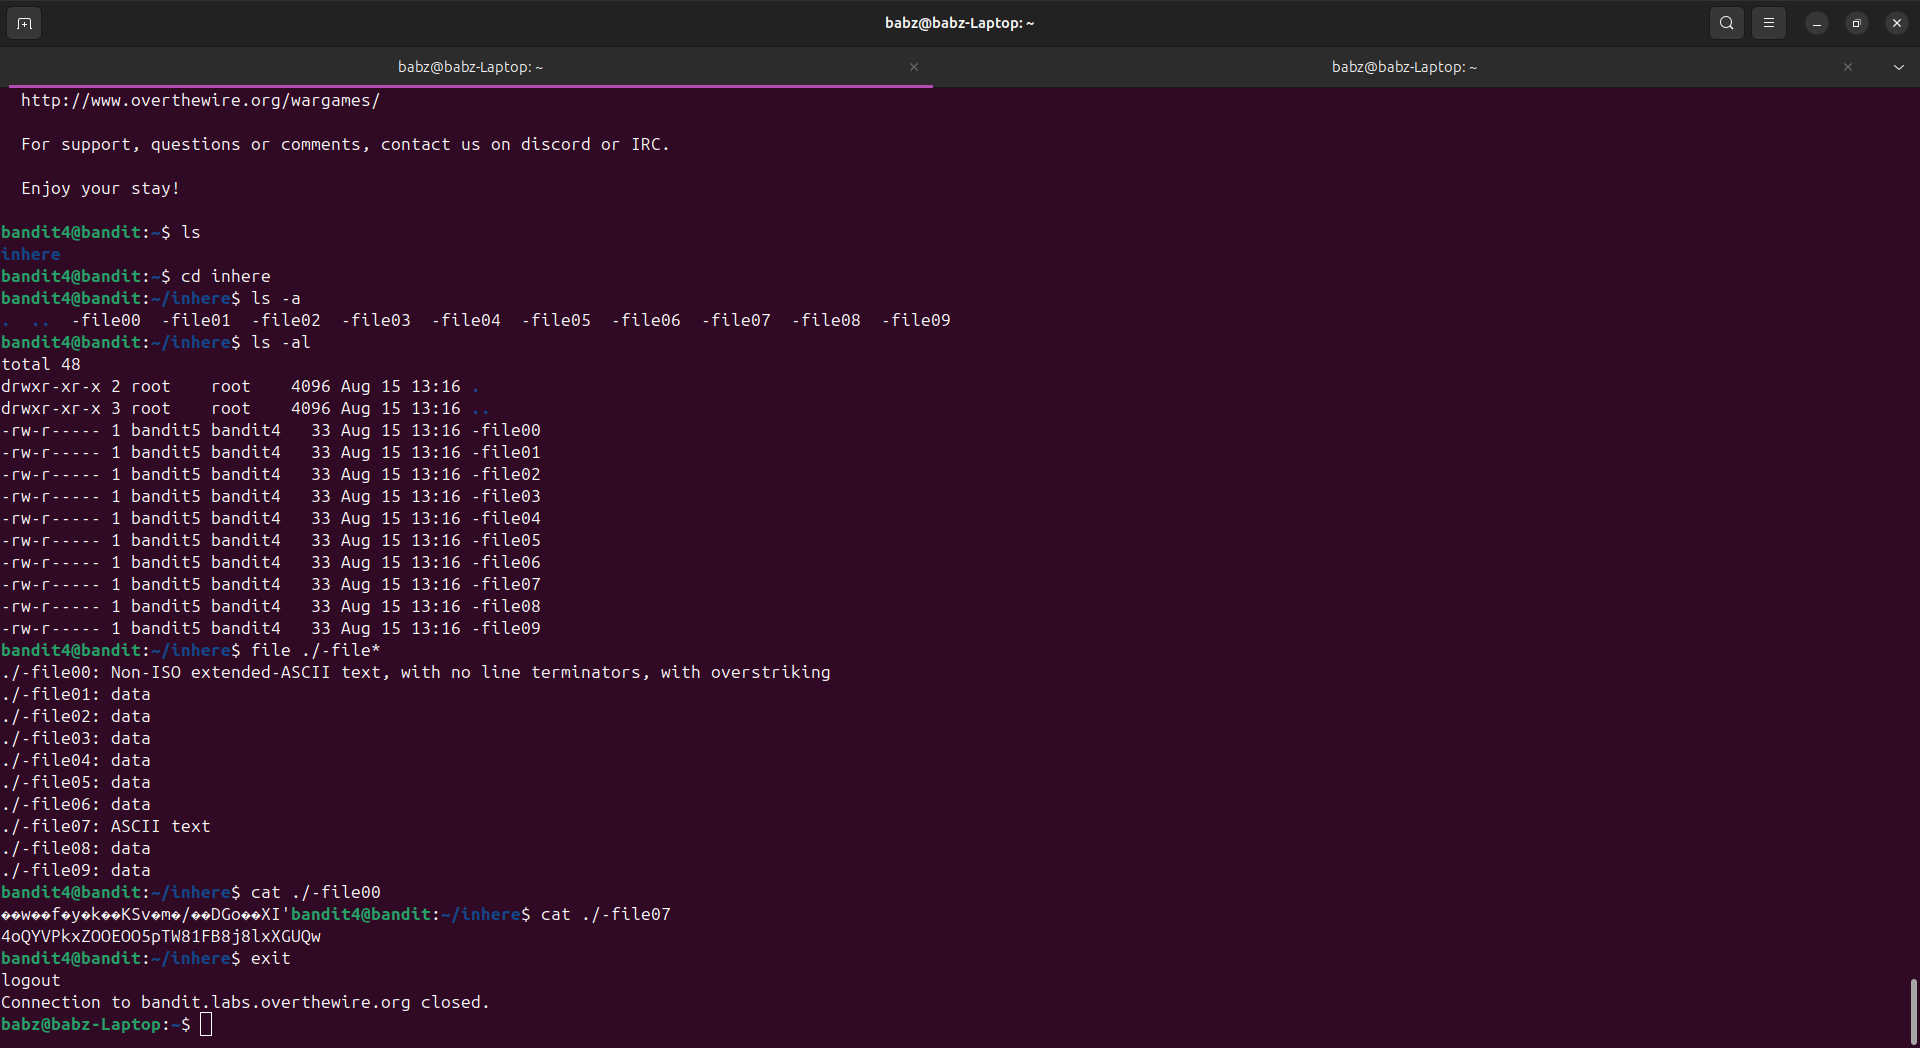 babz@babz-Laptop: ~
babz@babz-Laptop: ~
babz@babz-Laptop: ~
http://www.overthewire.org/wargames/
For support, questions or comments, contact us on discord or IRC.
Enjoy your stay!
bandit4@bandit:~$ ls
inhere
bandit4@bandit:~$ cd inhere
bandit4@bandit:~/inhere$ ls -a
.  ..  -file00  -file01  -file02  -file03  -file04  -file05  -file06  -file07  -file08  -file09
bandit4@bandit:~/inhere$ ls -al
total 48
drwxr-xr-x 2 root    root    4096 Aug 15 13:16 .
drwxr-xr-x 3 root    root    4096 Aug 15 13:16 ..
-rw-r----- 1 bandit5 bandit4   33 Aug 15 13:16 -file00
-rw-r----- 1 bandit5 bandit4   33 Aug 15 13:16 -file01
-rw-r----- 1 bandit5 bandit4   33 Aug 15 13:16 -file02
-rw-r----- 1 bandit5 bandit4   33 Aug 15 13:16 -file03
-rw-r----- 1 bandit5 bandit4   33 Aug 15 13:16 -file04
-rw-r----- 1 bandit5 bandit4   33 Aug 15 13:16 -file05
-rw-r----- 1 bandit5 bandit4   33 Aug 15 13:16 -file06
-rw-r----- 1 bandit5 bandit4   33 Aug 15 13:16 -file07
-rw-r----- 1 bandit5 bandit4   33 Aug 15 13:16 -file08
-rw-r----- 1 bandit5 bandit4   33 Aug 15 13:16 -file09
bandit4@bandit:~/inhere$ file ./-file*
./-file00: Non-ISO extended-ASCII text, with no line terminators, with overstriking
./-file01: data
./-file02: data
./-file03: data
./-file04: data
./-file05: data
./-file06: data
./-file07: ASCII text
./-file08: data
./-file09: data
bandit4@bandit:~/inhere$ cat ./-file00
��w��f�y�k��KSv�m�/��DGo��XI'bandit4@bandit:~/inhere$ cat ./-file07
4oQYVPkxZOOEOO5pTW81FB8j8lxXGUQw
bandit4@bandit:~/inhere$ exit
logout
Connection to bandit.labs.overthewire.org closed.
babz@babz-Laptop:~$